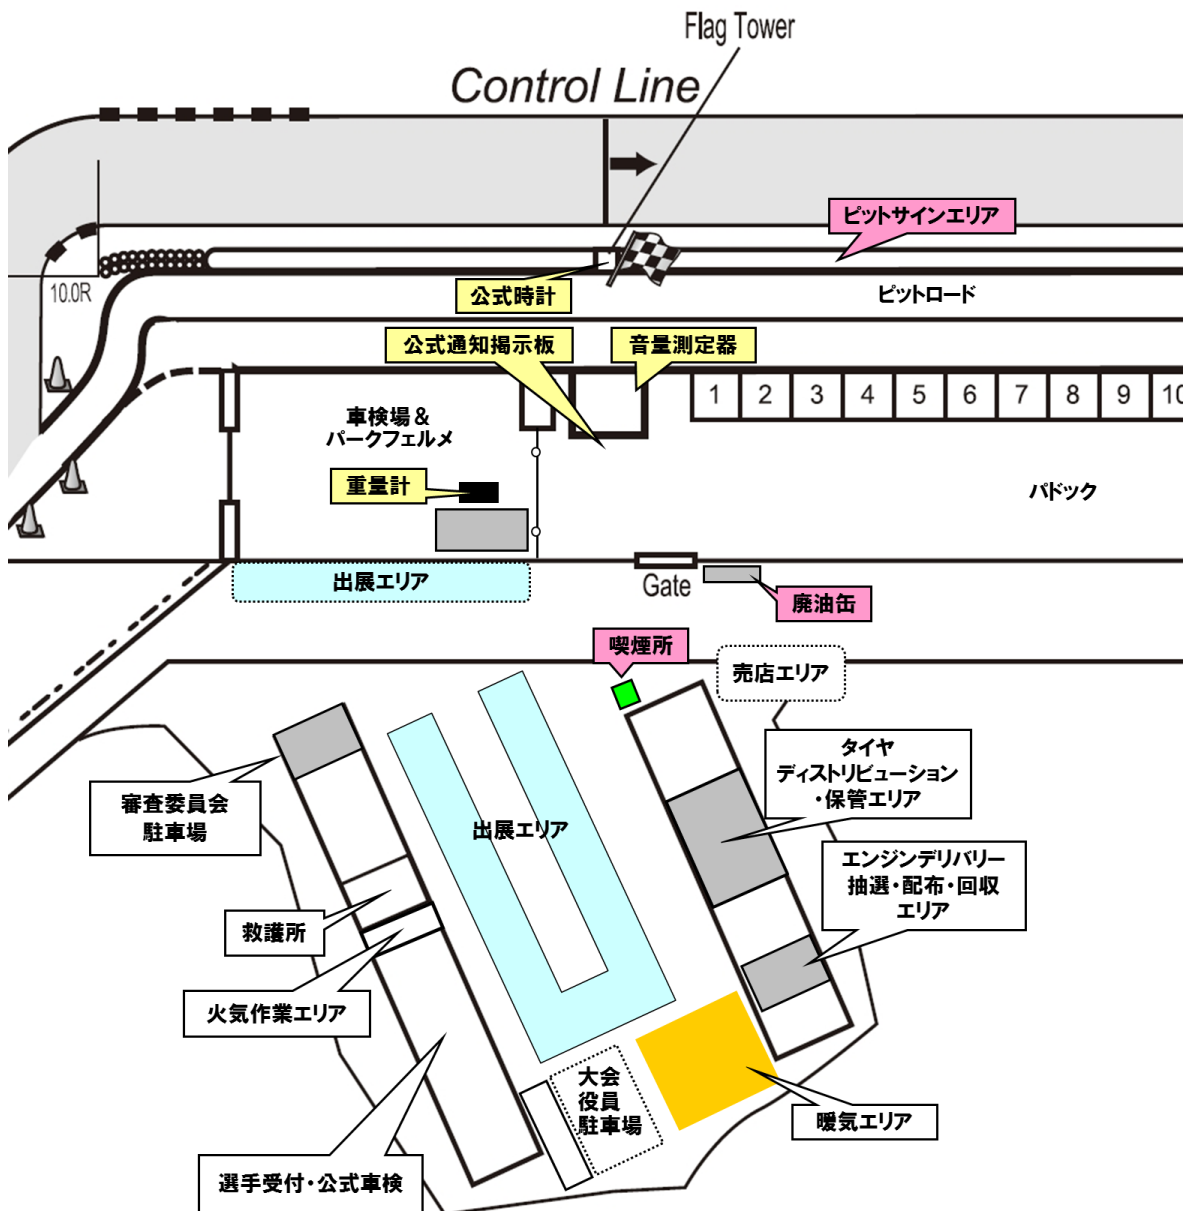 Flag Tower
Control Line
ピットサインエリア
10.0R
公式時計
ピットロード
公式通知掲示板
音量測定器
1 2 3 4 5 6 7 8 9 10
車検場&
パークフェルメ
重量計
パドック
出展エリア
Gate
廃油缶
喫煙所
売店エリア
タイヤ
ディストリビューション
・保管エリア
審査委員会
駐車場
出展エリア
エンジンデリバリー
抽選・配布・回収
エリア
救護所
火気作業エリア
大会
役員
駐車場
暖気エリア
選手受付・公式車検